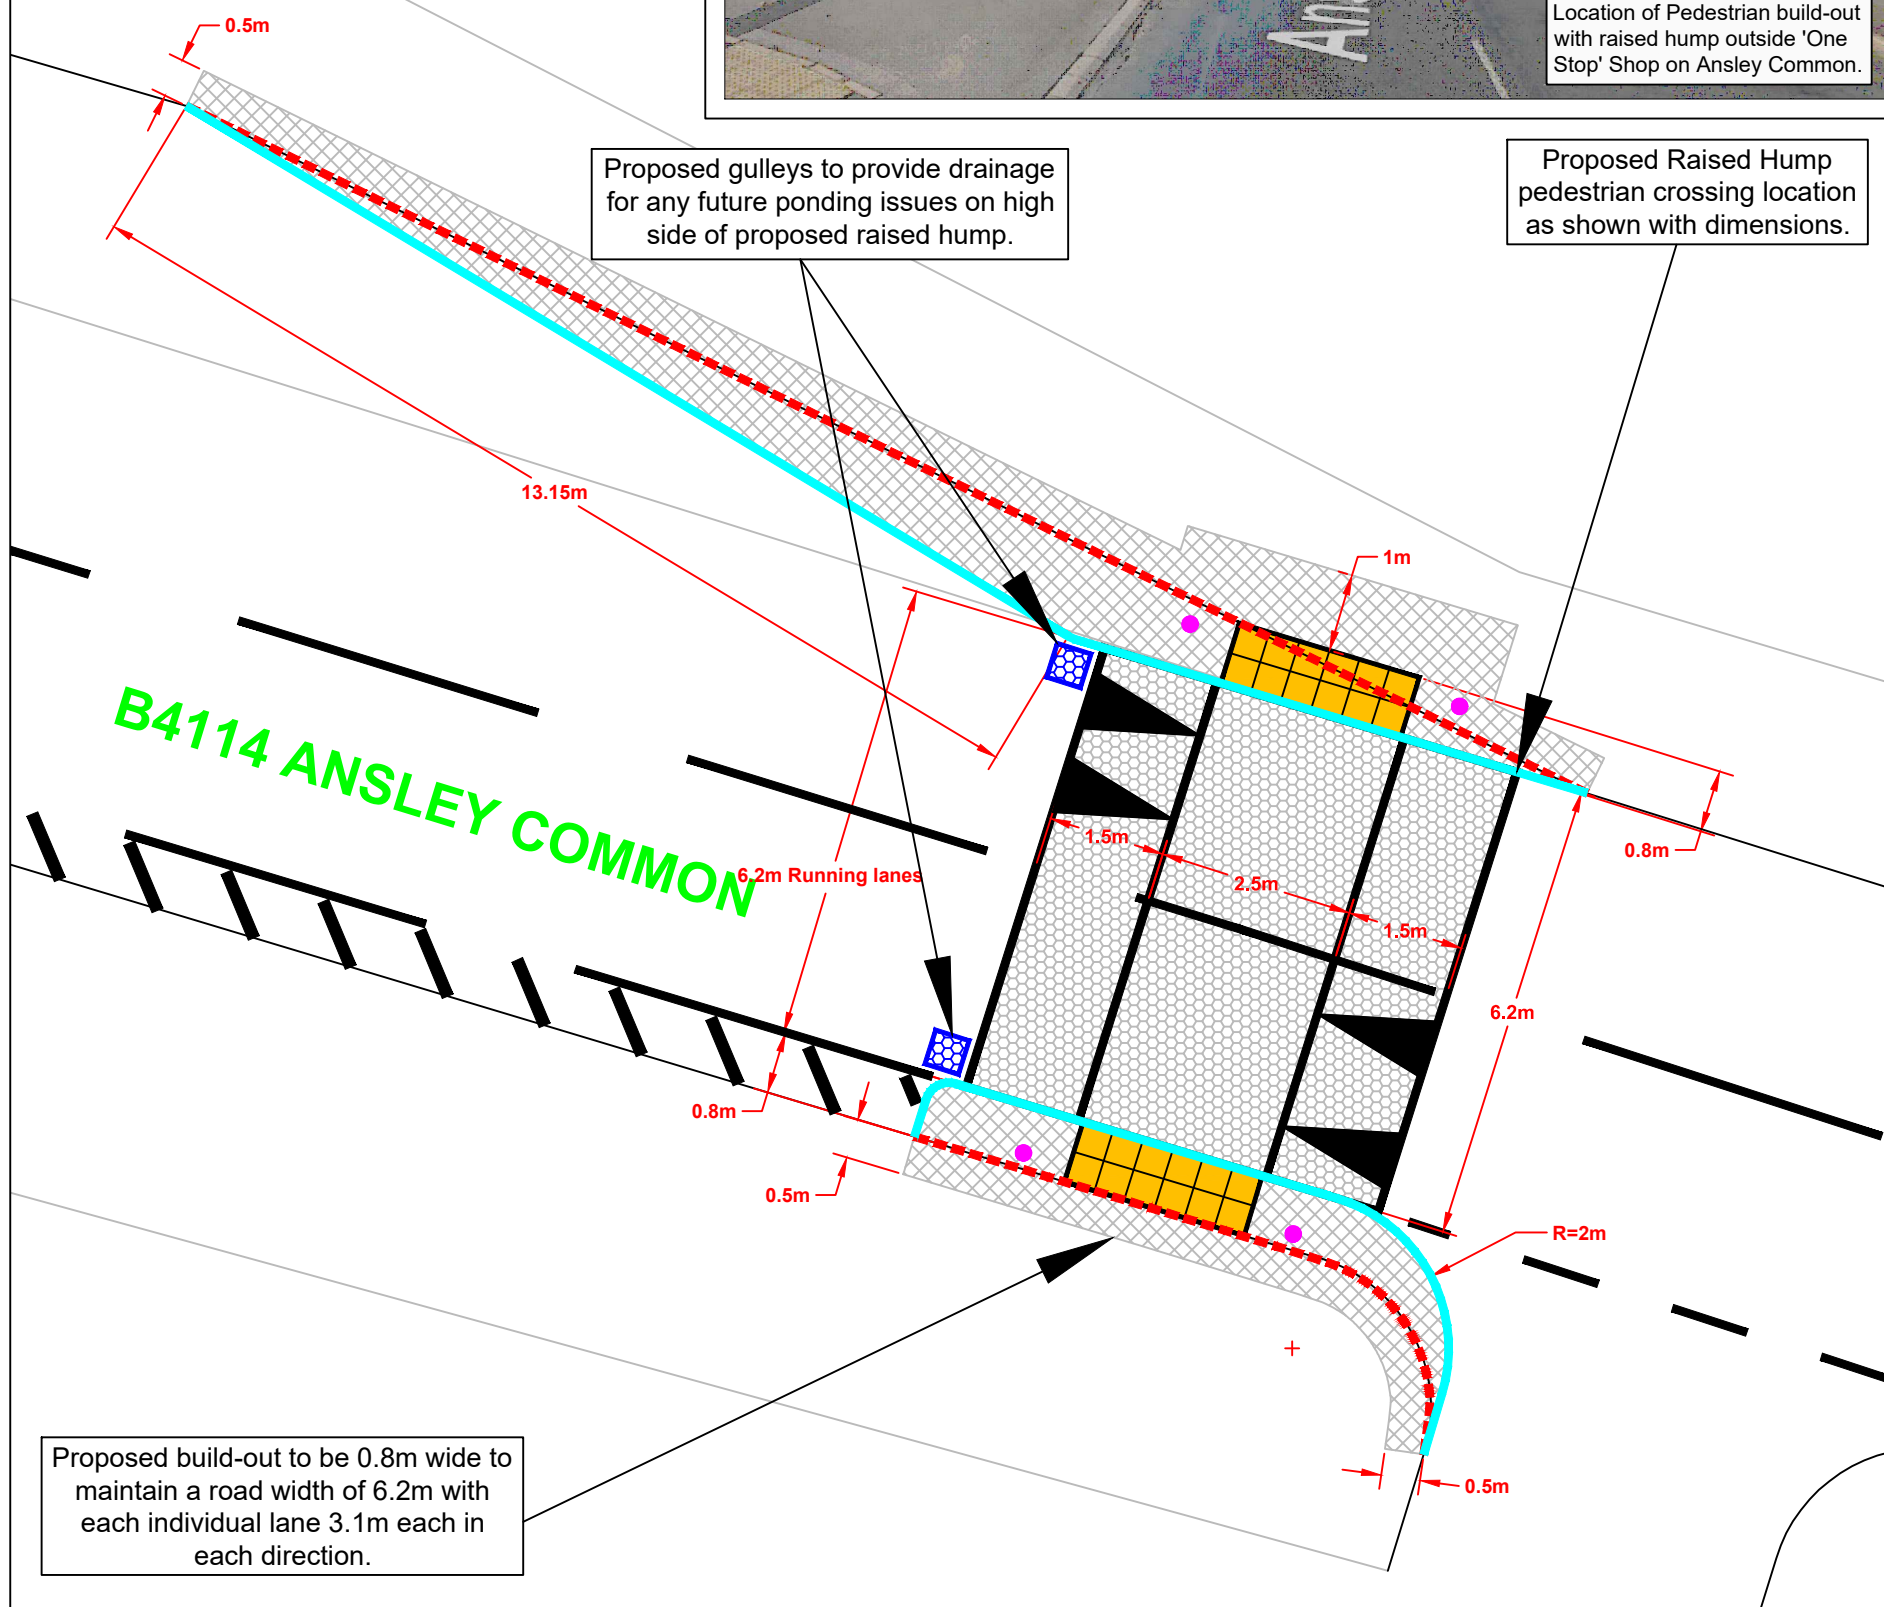 0.5m
Ans
Location of Pedestrian build-out
with raised hump outside 'One
Stop' Shop on Ansley Common.
Proposed gulleys to provide drainage
for any future ponding issues on high
side of proposed raised hump.
Proposed Raised Hump
pedestrian crossing location
as shown with dimensions.
13.15m
1m
B4114 ANSLEY COMMON
6.2m Running lanes
1.5m
2.5m
1.5m
0.8m
6.2m
0.8m
0.5m
R=2m
Proposed build-out to be 0.8m wide to
maintain a road width of 6.2m with
each individual lane 3.1m each in
each direction.
0.5m